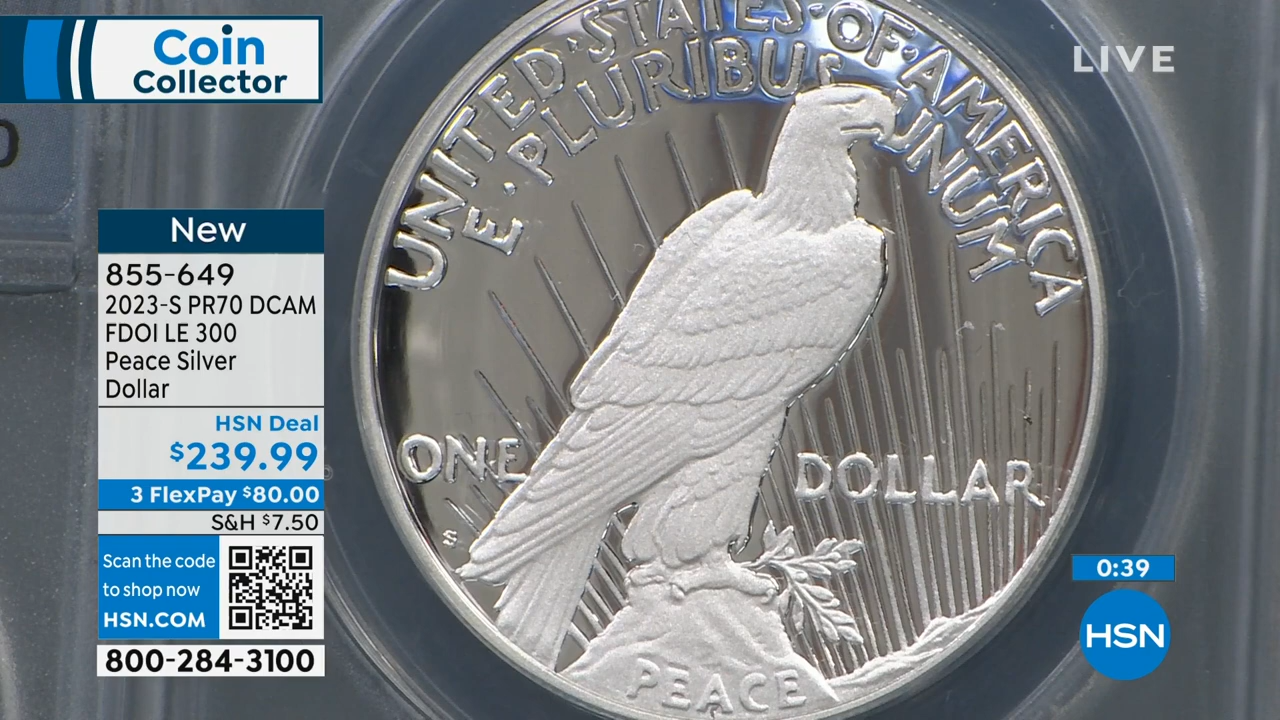 Coin
Collector
LIVE
New
855-649
2023-S PR70 DCAM
FDOI LE 300
Peace Silver
Dollar
HSN Deal
$239.99
3 FlexPay $80.00
S&H $7.50
Scan the code
to shop now
HSN.COM
800-284-3100
UNITED·STATES·OF·AMERICA
E·PLURIBUS UNUM
ONE DOLLAR
S
PEACE
0:39
HSN